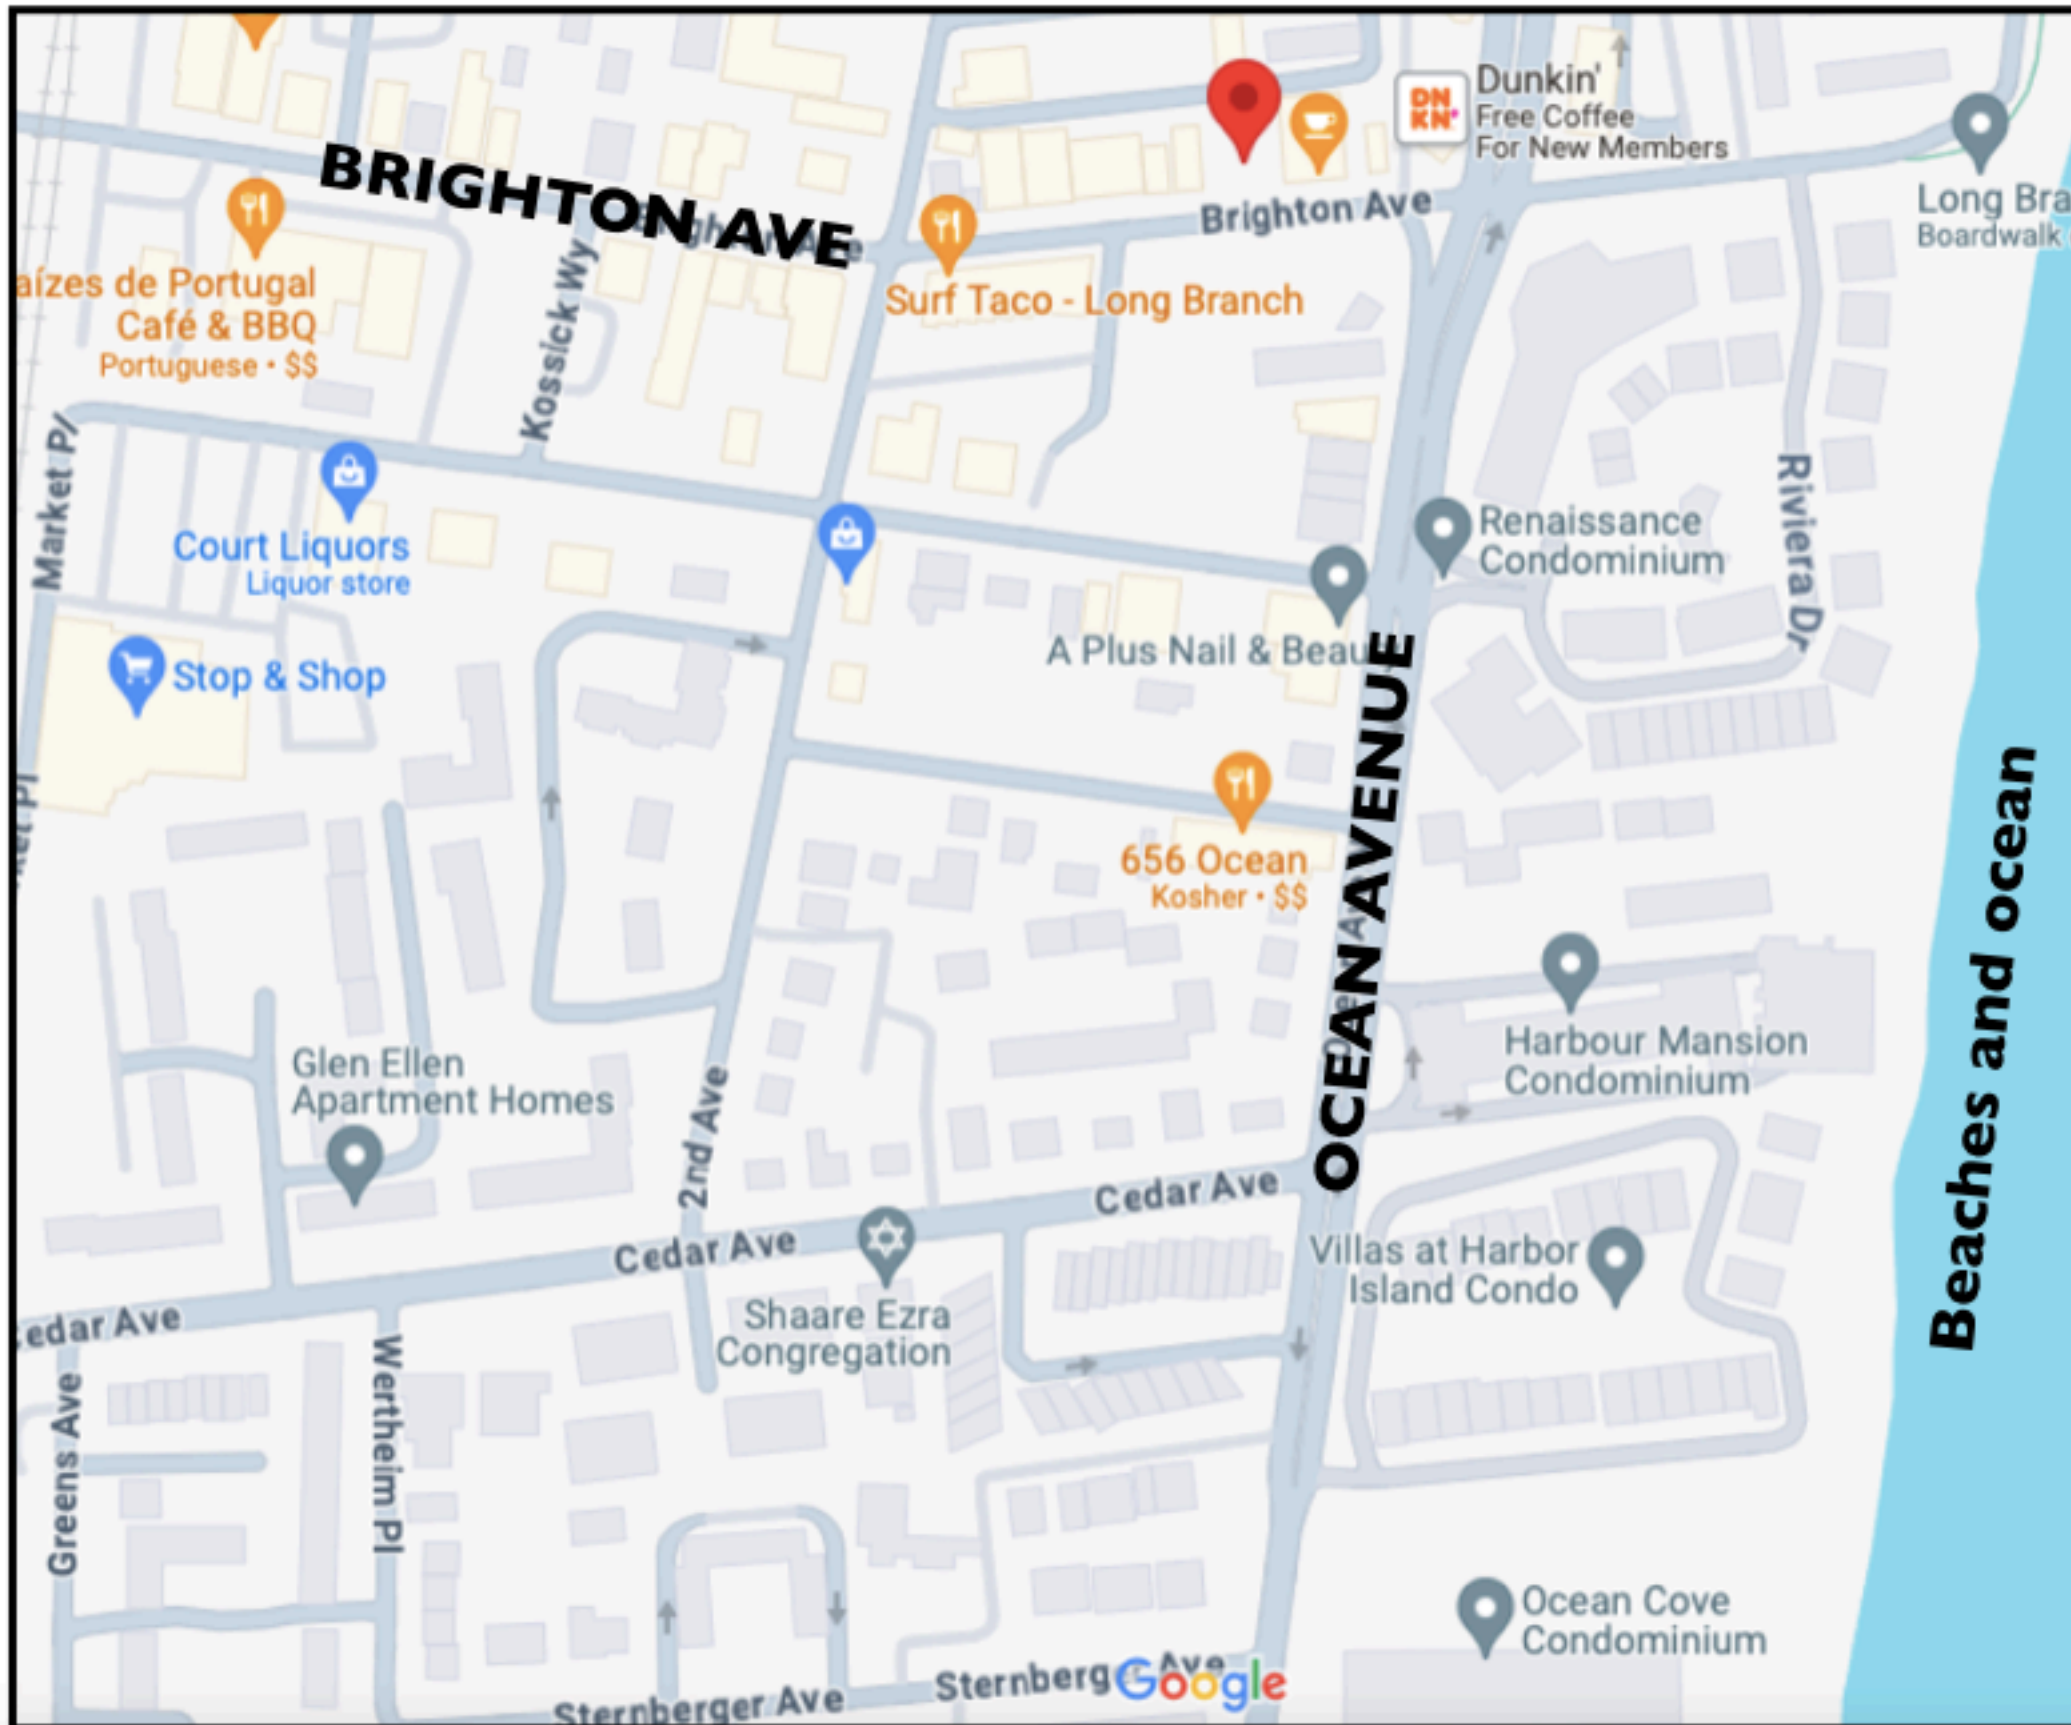 Dunkin'
Free Coffee
For New Members
DN
KN
BRIGHTON AVE
Brighton Ave
Long Bra
Boardwalk
aízes de Portugal
Café & BBQ
Portuguese • $$
Kossick Wy
Surf Taco - Long Branch
Market Pl
Court Liquors
Liquor store
Renaissance
Condominium
Riviera Dr
Stop & Shop
A Plus Nail & Beau
OCEAN AVENUE
656 Ocean
Kosher • $$
Beaches and ocean
Harbour Mansion
Condominium
Glen Ellen
Apartment Homes
2nd Ave
Cedar Ave
Cedar Ave
edar Ave
Villas at Harbor
Island Condo
Shaare Ezra
Congregation
Greens Ave
Wertheim Pl
Ocean Cove
Condominium
Sternberger Ave
Sternberg Ave
Google